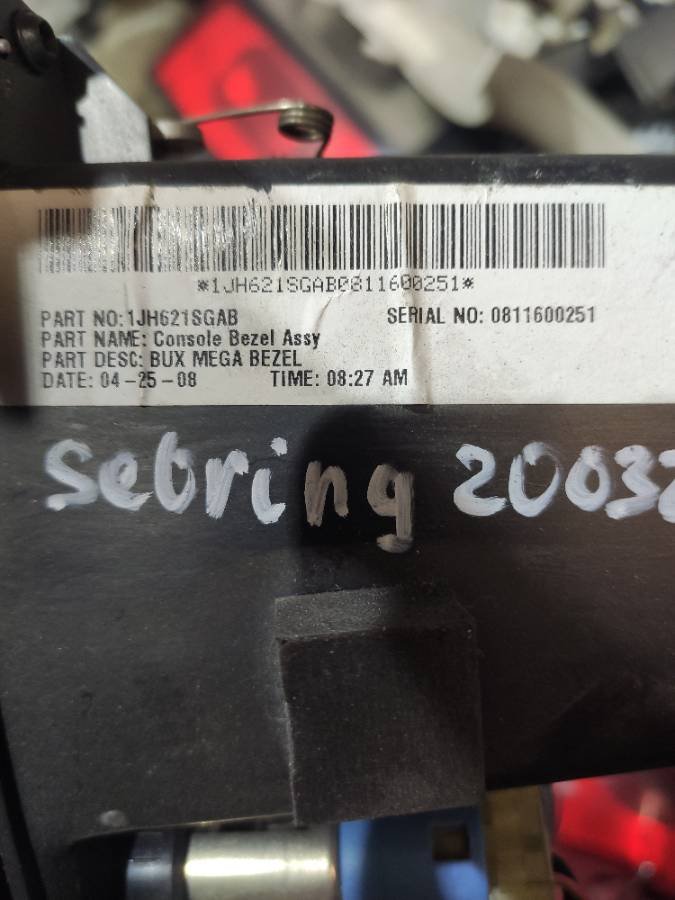 *1JH621SGAB0811600251*
PART NO: 1JH621SGAB SERIAL NO: 0811600251
PART NAME: Console Bezel Assy
PART DESC: BUX MEGA BEZEL
DATE: 04-25-08 TIME: 08:27 AM
Sebring